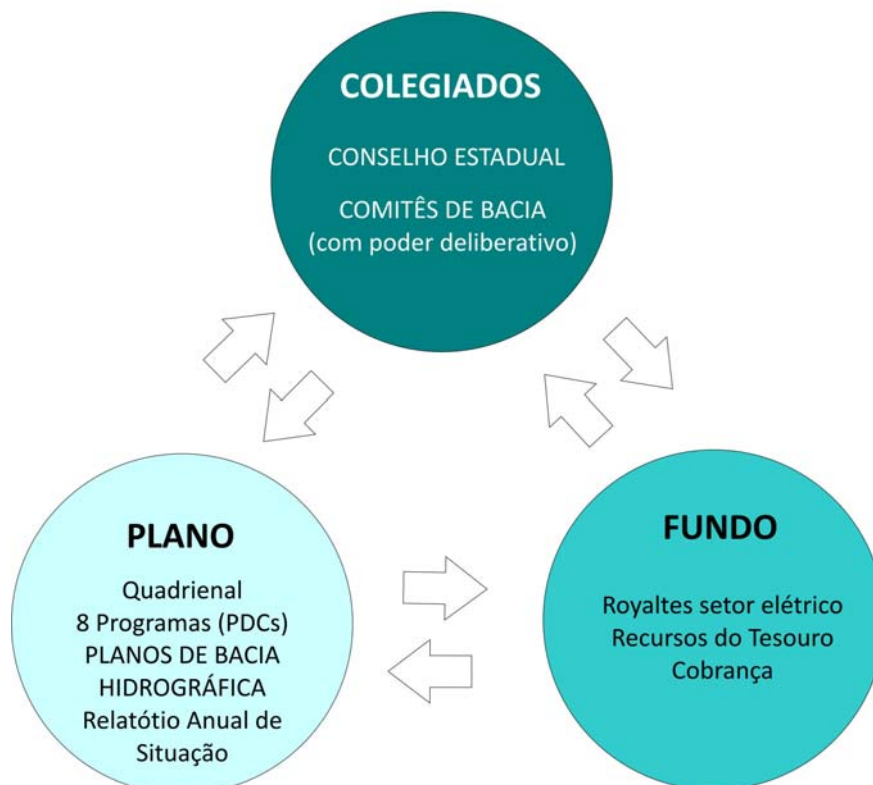 COLEGIADOS
CONSELHO ESTADUAL
COMITÊS DE BACIA
(com poder deliberativo)
PLANO
Quadrienal
8 Programas (PDCs)
PLANOS DE BACIA
HIDROGRÁFICA
Relatótio Anual de
Situação
FUNDO
Royaltes setor elétrico
Recursos do Tesouro
Cobrança